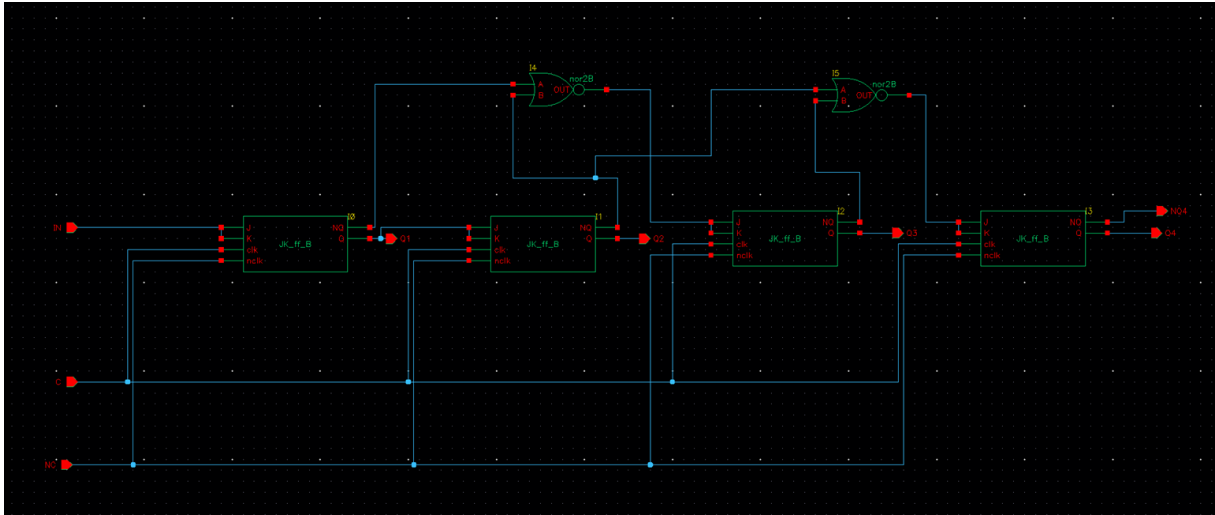 I4
nor2B
A
B
OUT
I5
nor2B
A
B
OUT
IN
J
K
clk
nclk
JK_ff_B
I0
NQ
Q
Q1
J
K
clk
nclk
JK_ff_B
I1
NQ
Q
Q2
J
K
clk
nclk
JK_ff_B
I2
NQ
Q
Q3
J
K
clk
nclk
JK_ff_B
I3
NQ
Q
NQ4
Q4
C
NC